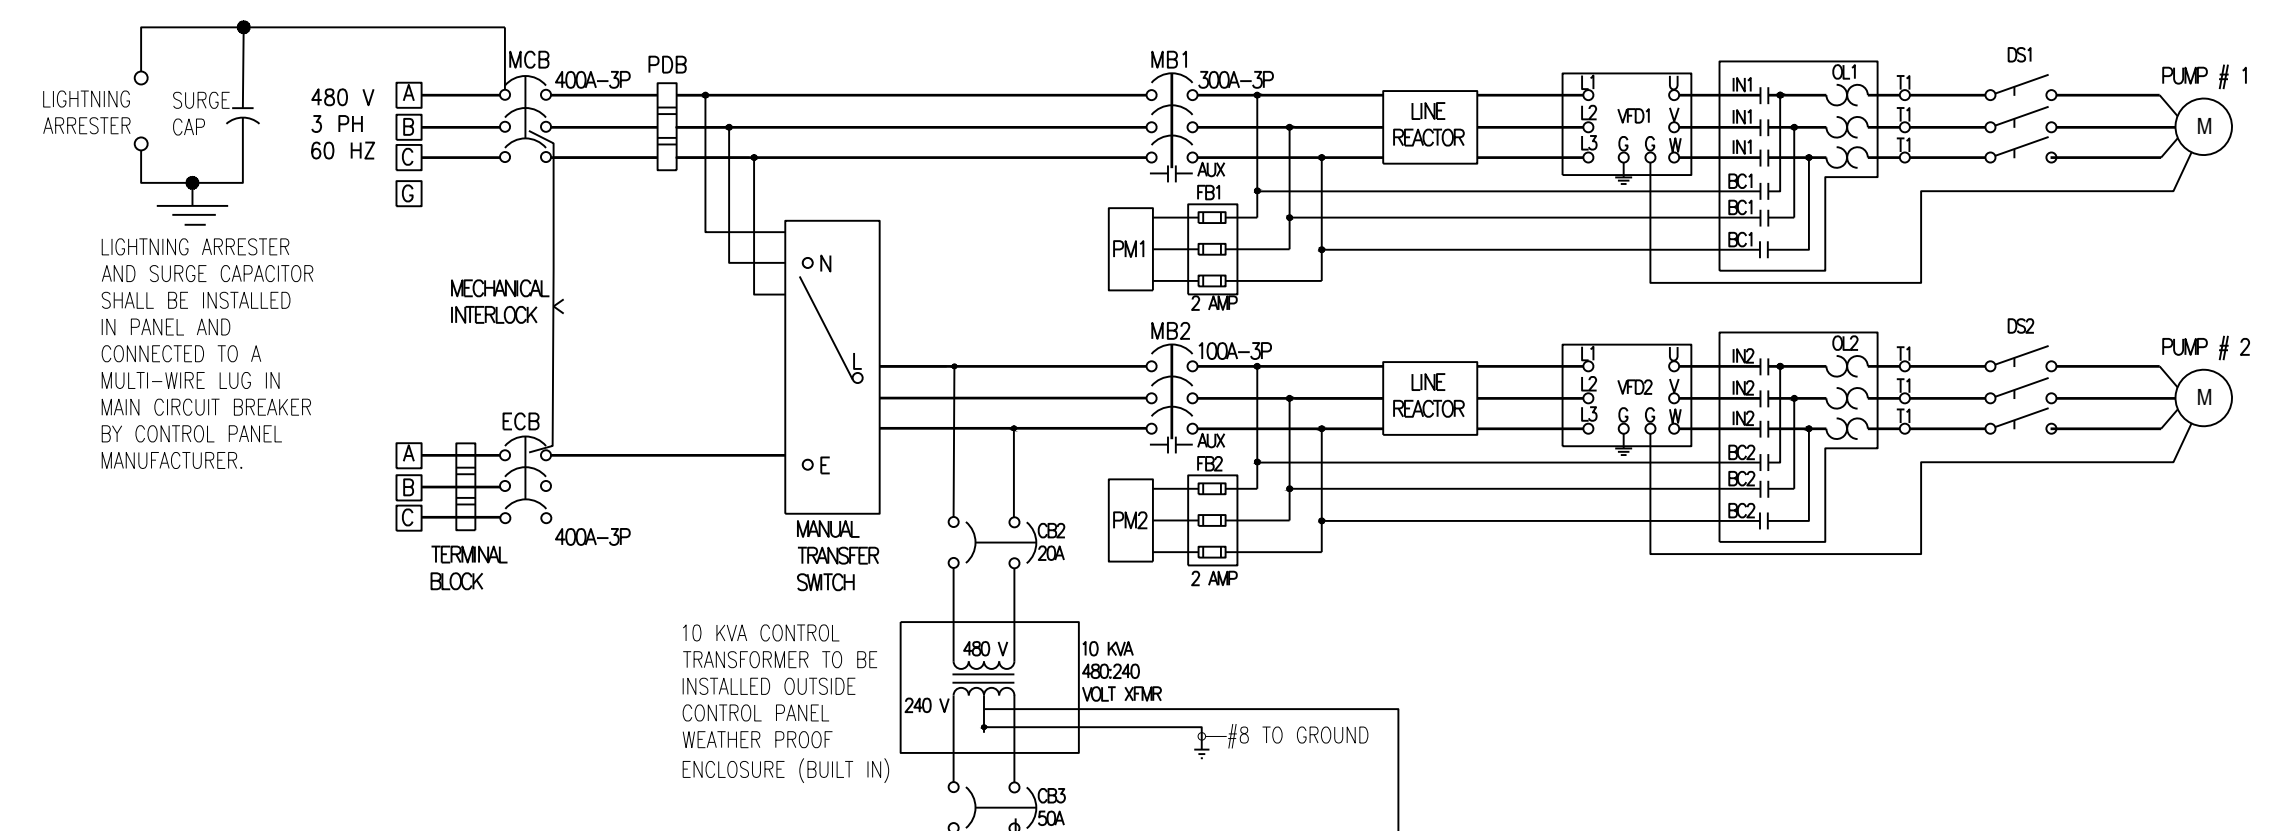 LIGHTNING
ARRESTER
SURGE
CAP
480 V
3 PH
60 HZ
A
B
C
G
MCB
400A-3P
PDB
LIGHTNING ARRESTER
AND SURGE CAPACITOR
SHALL BE INSTALLED
IN PANEL AND
CONNECTED TO A
MULTI-WIRE LUG IN
MAIN CIRCUIT BREAKER
BY CONTROL PANEL
MANUFACTURER.
MECHANICAL
INTERLOCK
A
B
C
ECB
400A-3P
TERMINAL
BLOCK
N
L
E
MANUAL
TRANSFER
SWITCH
MB1
300A-3P
AUX
FB1
PM1
2 AMP
LINE
REACTOR
L1
L2
L3
VFD1
G
G
U
V
W
IN1
IN1
IN1
BC1
BC1
BC1
OL1
T1
T1
T1
DS1
PUMP # 1
M
MB2
100A-3P
AUX
FB2
PM2
2 AMP
LINE
REACTOR
L1
L2
L3
VFD2
G
G
U
V
W
IN2
IN2
IN2
BC2
BC2
BC2
OL2
T1
T1
T1
DS2
PUMP # 2
M
CB2
20A
10 KVA CONTROL
TRANSFORMER TO BE
INSTALLED OUTSIDE
CONTROL PANEL
WEATHER PROOF
ENCLOSURE (BUILT IN)
480 V
240 V
10 KVA
480:240
VOLT XFMR
#8 TO GROUND
CB3
50A